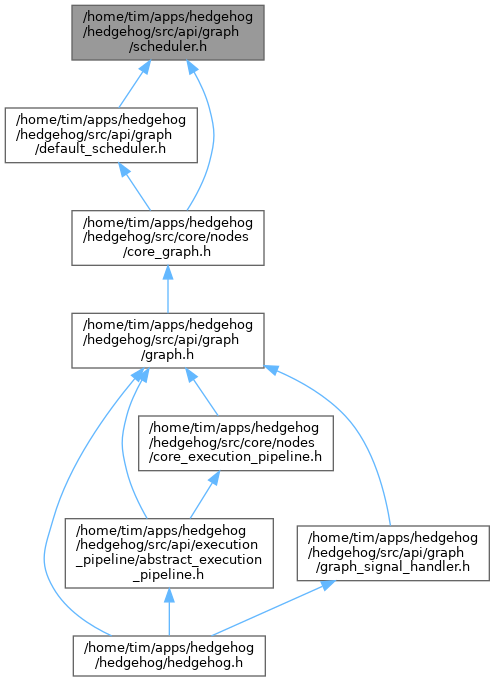 /home/tim/apps/hedgehog
/hedgehog/src/api/graph
/scheduler.h
/home/tim/apps/hedgehog
/hedgehog/src/api/graph
/default_scheduler.h
/home/tim/apps/hedgehog
/hedgehog/src/core/nodes
/core_graph.h
/home/tim/apps/hedgehog
/hedgehog/src/api/graph
/graph.h
/home/tim/apps/hedgehog
/hedgehog/src/core/nodes
/core_execution_pipeline.h
/home/tim/apps/hedgehog
/hedgehog/src/api/execution
_pipeline/abstract_execution
_pipeline.h
/home/tim/apps/hedgehog
/hedgehog/src/api/graph
/graph_signal_handler.h
/home/tim/apps/hedgehog
/hedgehog/hedgehog.h